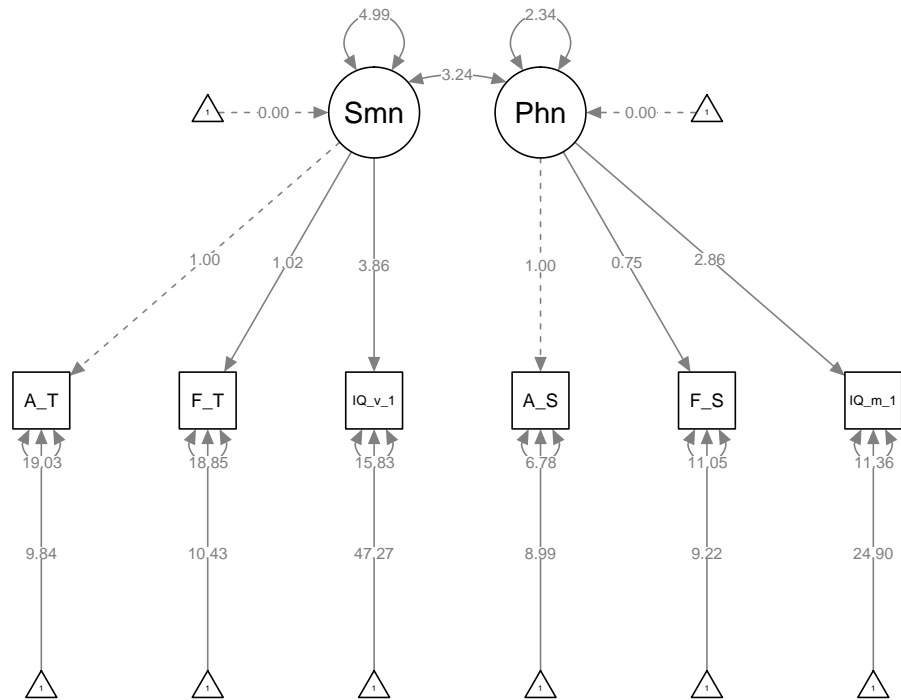 4.99 2.34
3.24
1 0.00 Smn Phn 0.00 1
1.00 1.02 3.86 1.00 0.75 2.86
A_T F_T IQ_v_1 A_S F_S IQ_m_1
19.03 18.85 15.83 6.78 11.05 11.36
9.84 10.43 47.27 8.99 9.22 24.90
1 1 1 1 1 1